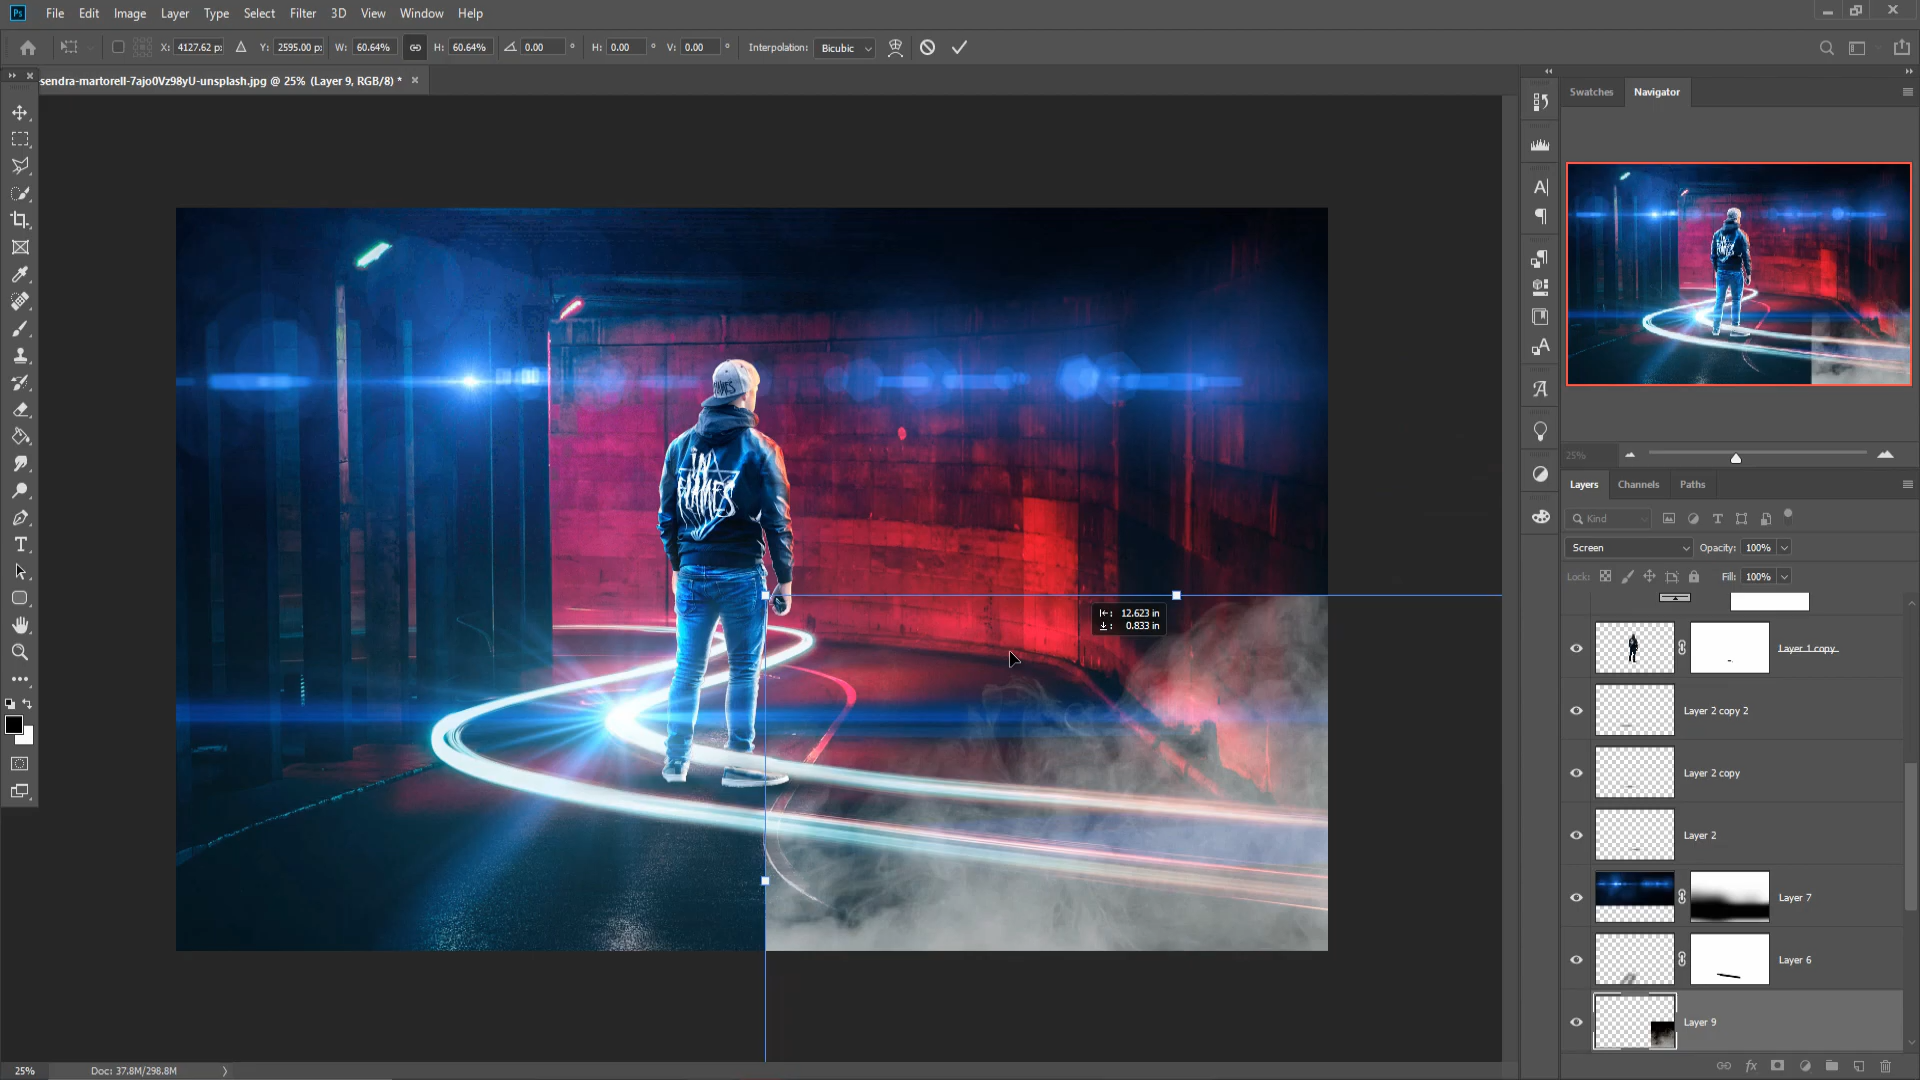 Ps File Edit Image Layer Type Select Filter 3D View Window Help
X: 4127.62 p: Y: 2595.00 p: W: 60.64% H: 60.64% 0.00 ° H: 0.00 ° V: 0.00 ° Interpolation: Bicubic
sendra-martorell-7ajo0Vz98yU-unsplash.jpg @ 25% (Layer 9, RGB/8) *
Swatches Navigator
FLAMES
IN
FLAMES
25%
Layers Channels Paths
Kind
Screen Opacity: 100%
Lock: Fill: 100%
12.623 in
0.833 in
Layer 1 copy
Layer 2 copy 2
Layer 2 copy
Layer 2
Layer 7
Layer 6
Layer 9
25% Doc: 37.8M/298.8M